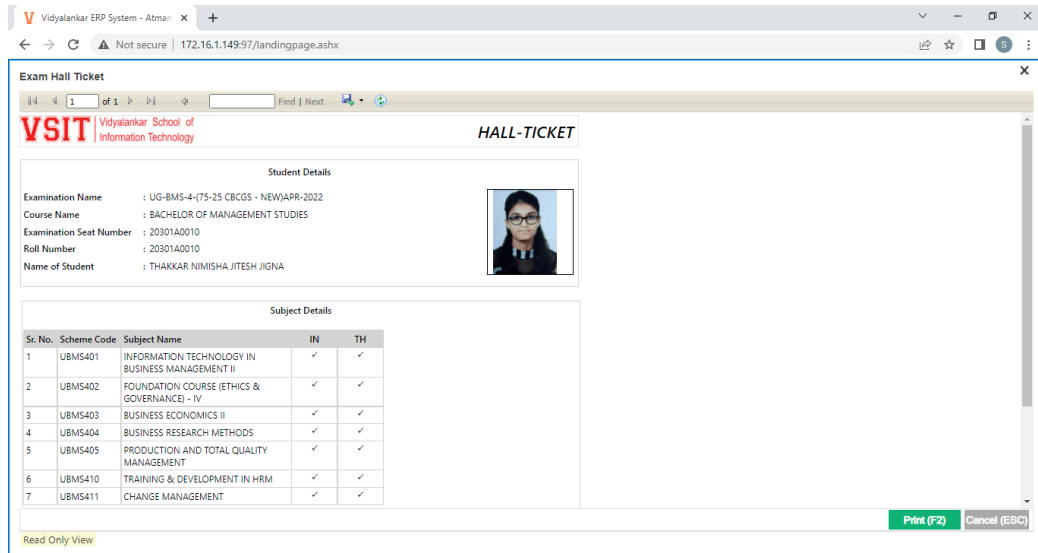 Vidyalankar ERP System - Atman
Not secure | 172.16.1.149:97/landingpage.ashx
S
Exam Hall Ticket
1 of 1 Find | Next
VSIT Vidyalankar School of
Information Technology
HALL-TICKET
Student Details
Examination Name : UG-BMS-4-(75-25 CBCGS - NEW)APR-2022
Course Name : BACHELOR OF MANAGEMENT STUDIES
Examination Seat Number : 20301A0010
Roll Number : 20301A0010
Name of Student : THAKKAR NIMISHA JITESH JIGNA
Subject Details
Sr. No. Scheme Code Subject Name IN TH
1 UBMS401 INFORMATION TECHNOLOGY IN ✓ ✓
BUSINESS MANAGEMENT II
2 UBMS402 FOUNDATION COURSE (ETHICS & ✓ ✓
GOVERNANCE) - IV
3 UBMS403 BUSINESS ECONOMICS II ✓ ✓
4 UBMS404 BUSINESS RESEARCH METHODS ✓ ✓
5 UBMS405 PRODUCTION AND TOTAL QUALITY ✓ ✓
MANAGEMENT
6 UBMS410 TRAINING & DEVELOPMENT IN HRM ✓ ✓
7 UBMS411 CHANGE MANAGEMENT ✓ ✓
Print (F2) Cancel (ESC)
Read Only View